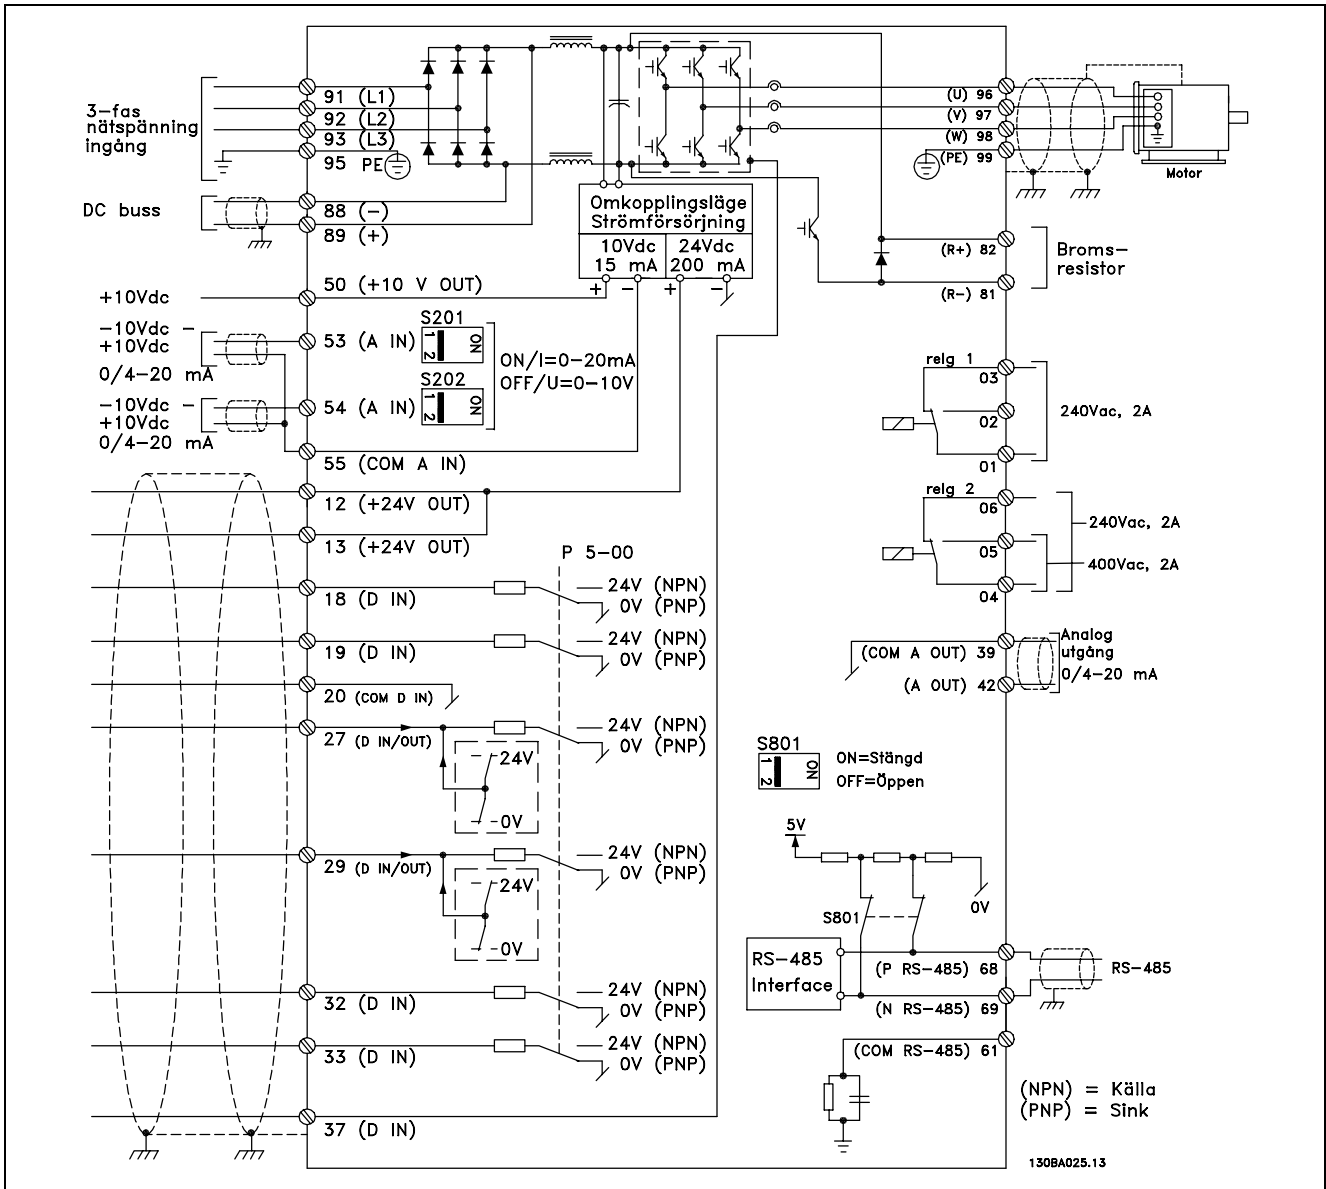 3-fas
nätspänning
ingång
91 (L1)
92 (L2)
93 (L3)
95 PE
DC buss
88 (-)
89 (+)
+10Vdc
50 (+10 V OUT)
-10Vdc -
+10Vdc
0/4-20 mA
53 (A IN)
S201
1 2
ON
-10Vdc -
+10Vdc
0/4-20 mA
54 (A IN)
S202
1 2
ON
ON/I=0-20mA
OFF/U=0-10V
55 (COM A IN)
12 (+24V OUT)
13 (+24V OUT)
P 5-00
18 (D IN)
24V (NPN)
0V (PNP)
19 (D IN)
24V (NPN)
0V (PNP)
20 (COM D IN)
27 (D IN/OUT)
24V (NPN)
0V (PNP)
24V
0V
29 (D IN/OUT)
24V (NPN)
0V (PNP)
24V
0V
32 (D IN)
24V (NPN)
0V (PNP)
33 (D IN)
24V (NPN)
0V (PNP)
37 (D IN)
Omkopplingsläge
Strömförsörjning
10Vdc
15 mA
24Vdc
200 mA
+ - + -
(U) 96
(V) 97
(W) 98
(PE) 99
Motor
(R+) 82
(R-) 81
Broms-
resistor
relg 1
03
02
01
240Vac, 2A
relg 2
06
05
04
240Vac, 2A
400Vac, 2A
(COM A OUT) 39
(A OUT) 42
Analog
utgång
0/4-20 mA
S801
1 2
ON
ON=Stängd
OFF=Öppen
5V
0V
S801
RS-485
Interface
(P RS-485) 68
(N RS-485) 69
RS-485
(COM RS-485) 61
(NPN) = Källa
(PNP) = Sink
130BA025.13